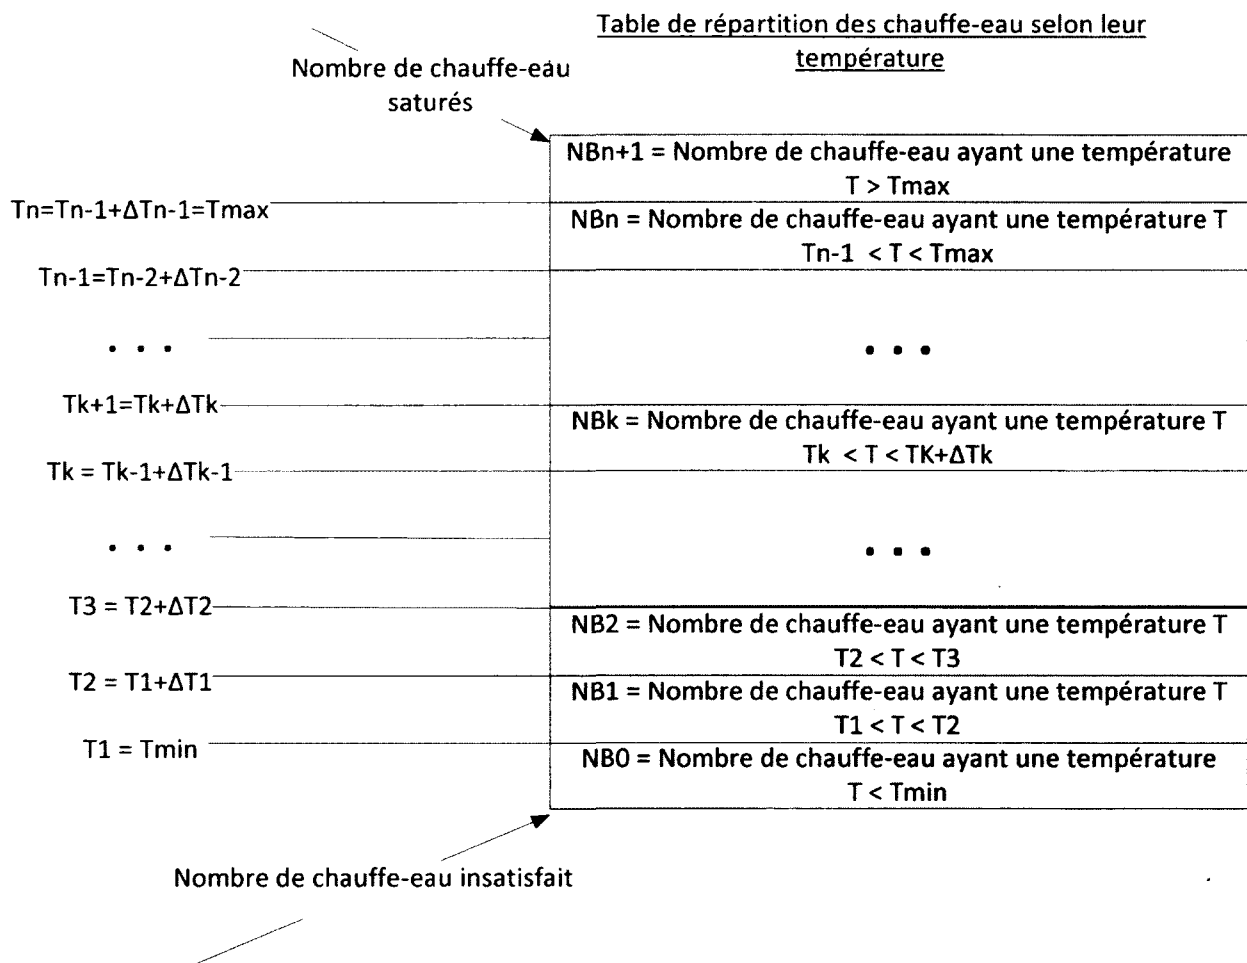 Table de répartition des chauffe-eau selon leur
température
Nombre de chauffe-eau
saturés
NBn+1 = Nombre de chauffe-eau ayant une température
T > Tmax
Tn=Tn-1+ΔTn-1=Tmax
NBn = Nombre de chauffe-eau ayant une température T
Tn-1 < T < Tmax
Tn-1=Tn-2+ΔTn-2
• • •
• • •
Tk+1=Tk+ΔTk
NBk = Nombre de chauffe-eau ayant une température T
Tk < T < TK+ΔTk
Tk = Tk-1+ΔTk-1
• • •
• • •
T3 = T2+ΔT2
NB2 = Nombre de chauffe-eau ayant une température T
T2 < T < T3
T2 = T1+ΔT1
NB1 = Nombre de chauffe-eau ayant une température T
T1 < T < T2
T1 = Tmin
NB0 = Nombre de chauffe-eau ayant une température
T < Tmin
Nombre de chauffe-eau insatisfait